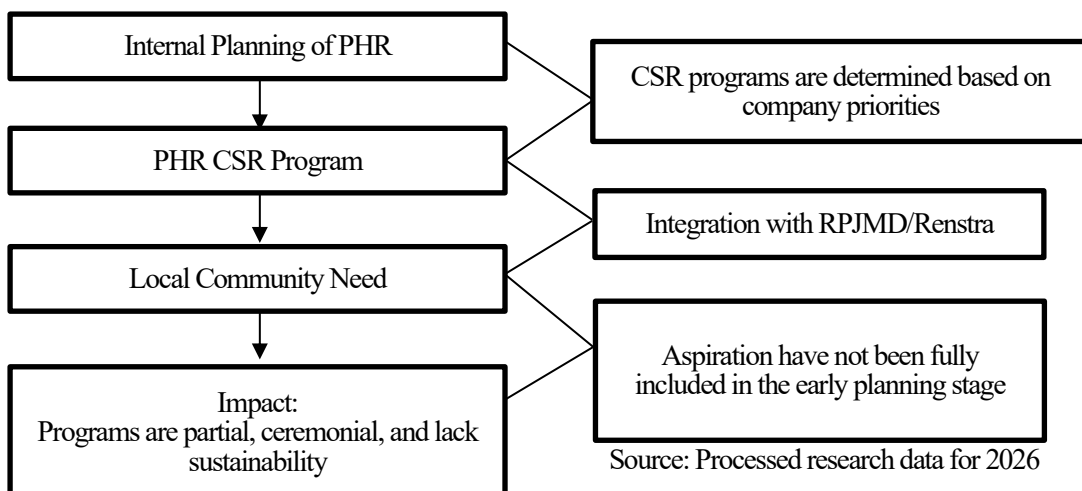 Internal Planning of PHR
CSR programs are determined based on
company priorities
PHR CSR Program
Integration with RPJMD/Renstra
Local Community Need
Aspiration have not been fully
included in the early planning stage
Impact:
Programs are partial, ceremonial, and lack
sustainability
Source: Processed research data for 2026